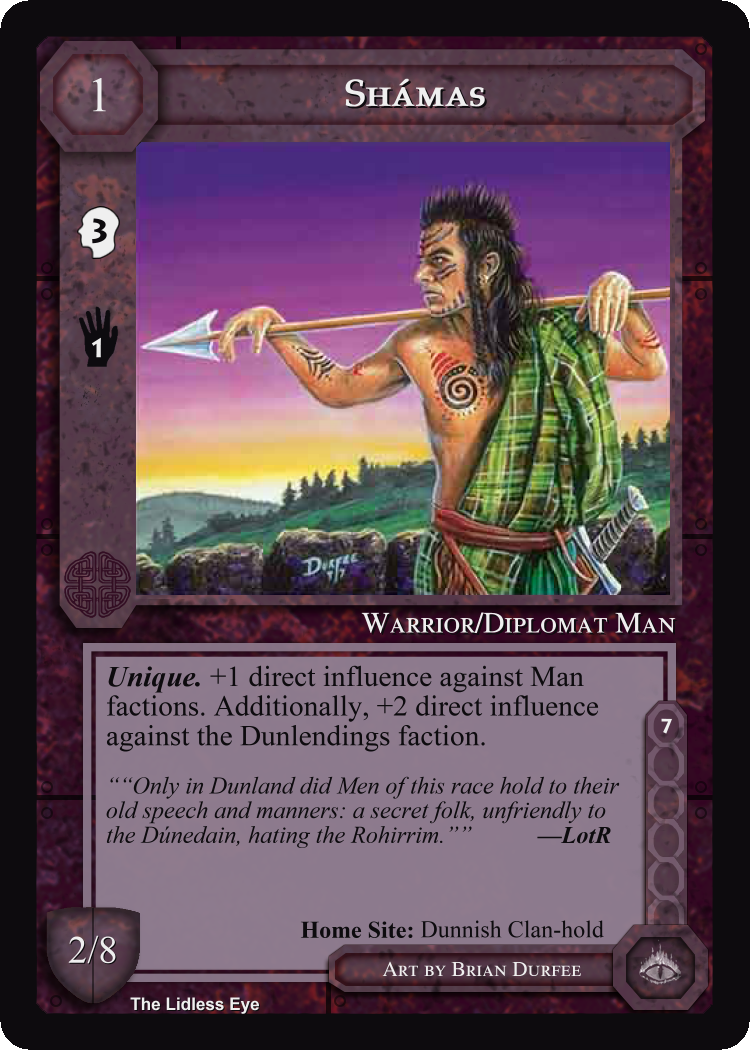 1
SHÁMAS
3
1
Durfee
97
WARRIOR/DIPLOMAT MAN
Unique. +1 direct influence against Man
factions. Additionally, +2 direct influence
against the Dunlendings faction.
7
““Only in Dunland did Men of this race hold to their
old speech and manners: a secret folk, unfriendly to
the Dúnedain, hating the Rohirrim.”” —LotR
Home Site: Dunnish Clan-hold
2/8
ART BY BRIAN DURFEE
The Lidless Eye